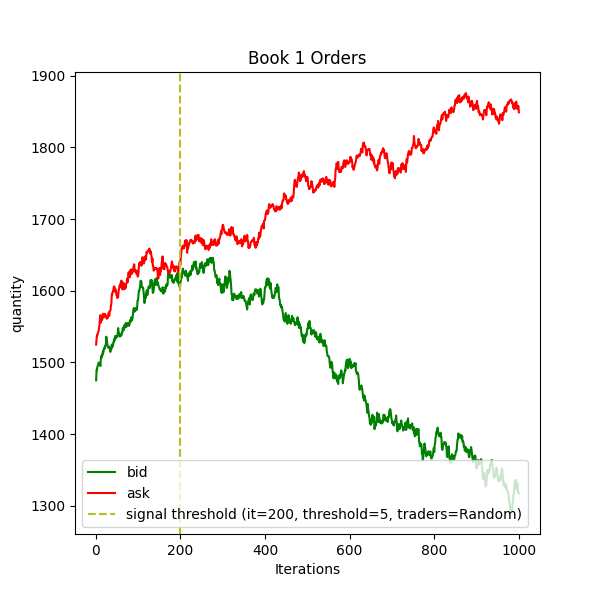 Book 1 Orders
1900
1800
1700
1600
1500
1400
1300
quantity
bid
ask
signal threshold (it=200, threshold=5, traders=Random)
0 200 400 600 800 1000
Iterations